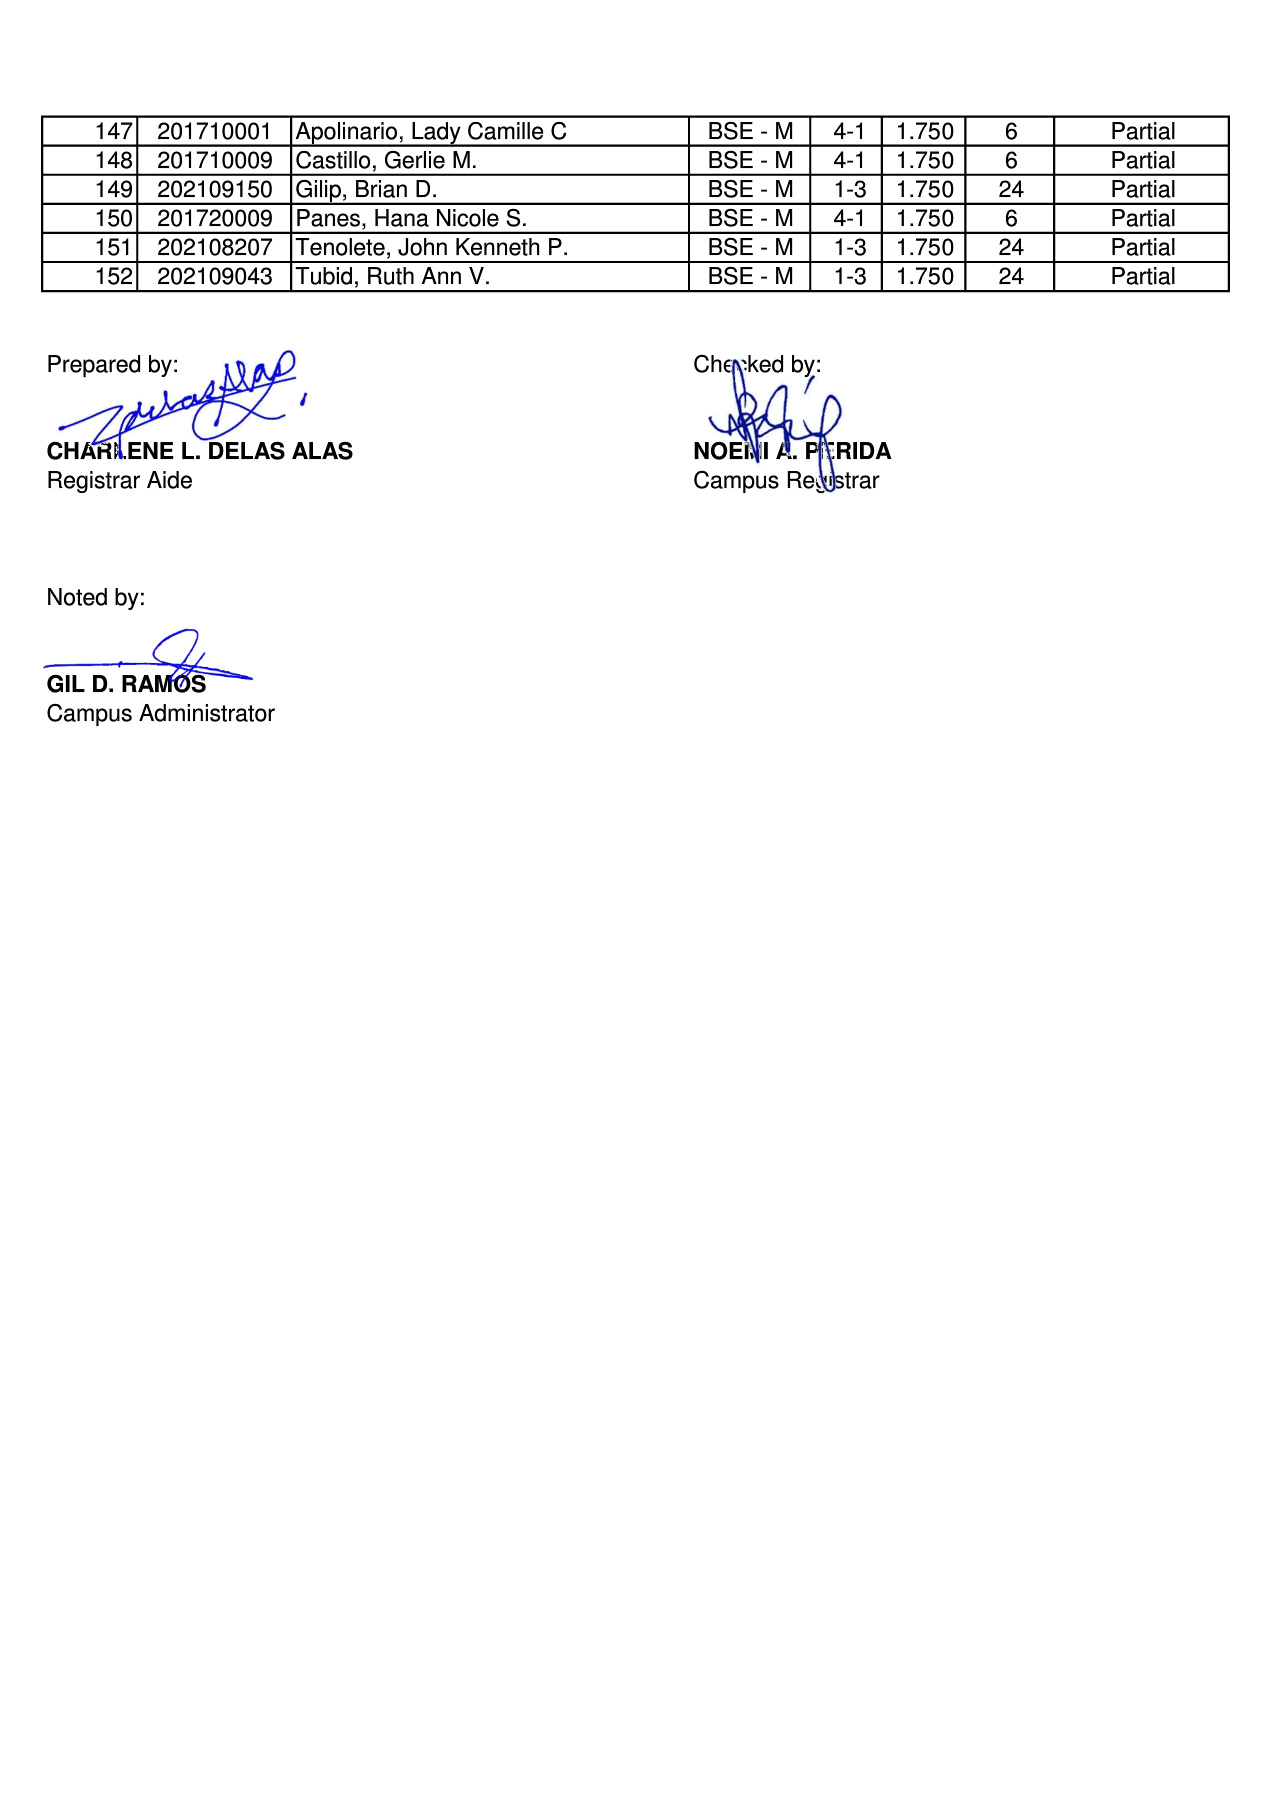 147 201710001 Apolinario, Lady Camille C BSE - M 4-1 1.750 6 Partial
148 201710009 Castillo, Gerlie M. BSE - M 4-1 1.750 6 Partial
149 202109150 Gilip, Brian D. BSE - M 1-3 1.750 24 Partial
150 201720009 Panes, Hana Nicole S. BSE - M 4-1 1.750 6 Partial
151 202108207 Tenolete, John Kenneth P. BSE - M 1-3 1.750 24 Partial
152 202109043 Tubid, Ruth Ann V. BSE - M 1-3 1.750 24 Partial
Prepared by: Checked by:
CHARLENE L. DELAS ALAS NOEMI A. PERIDA
Registrar Aide Campus Registrar
Noted by:
GIL D. RAMOS
Campus Administrator